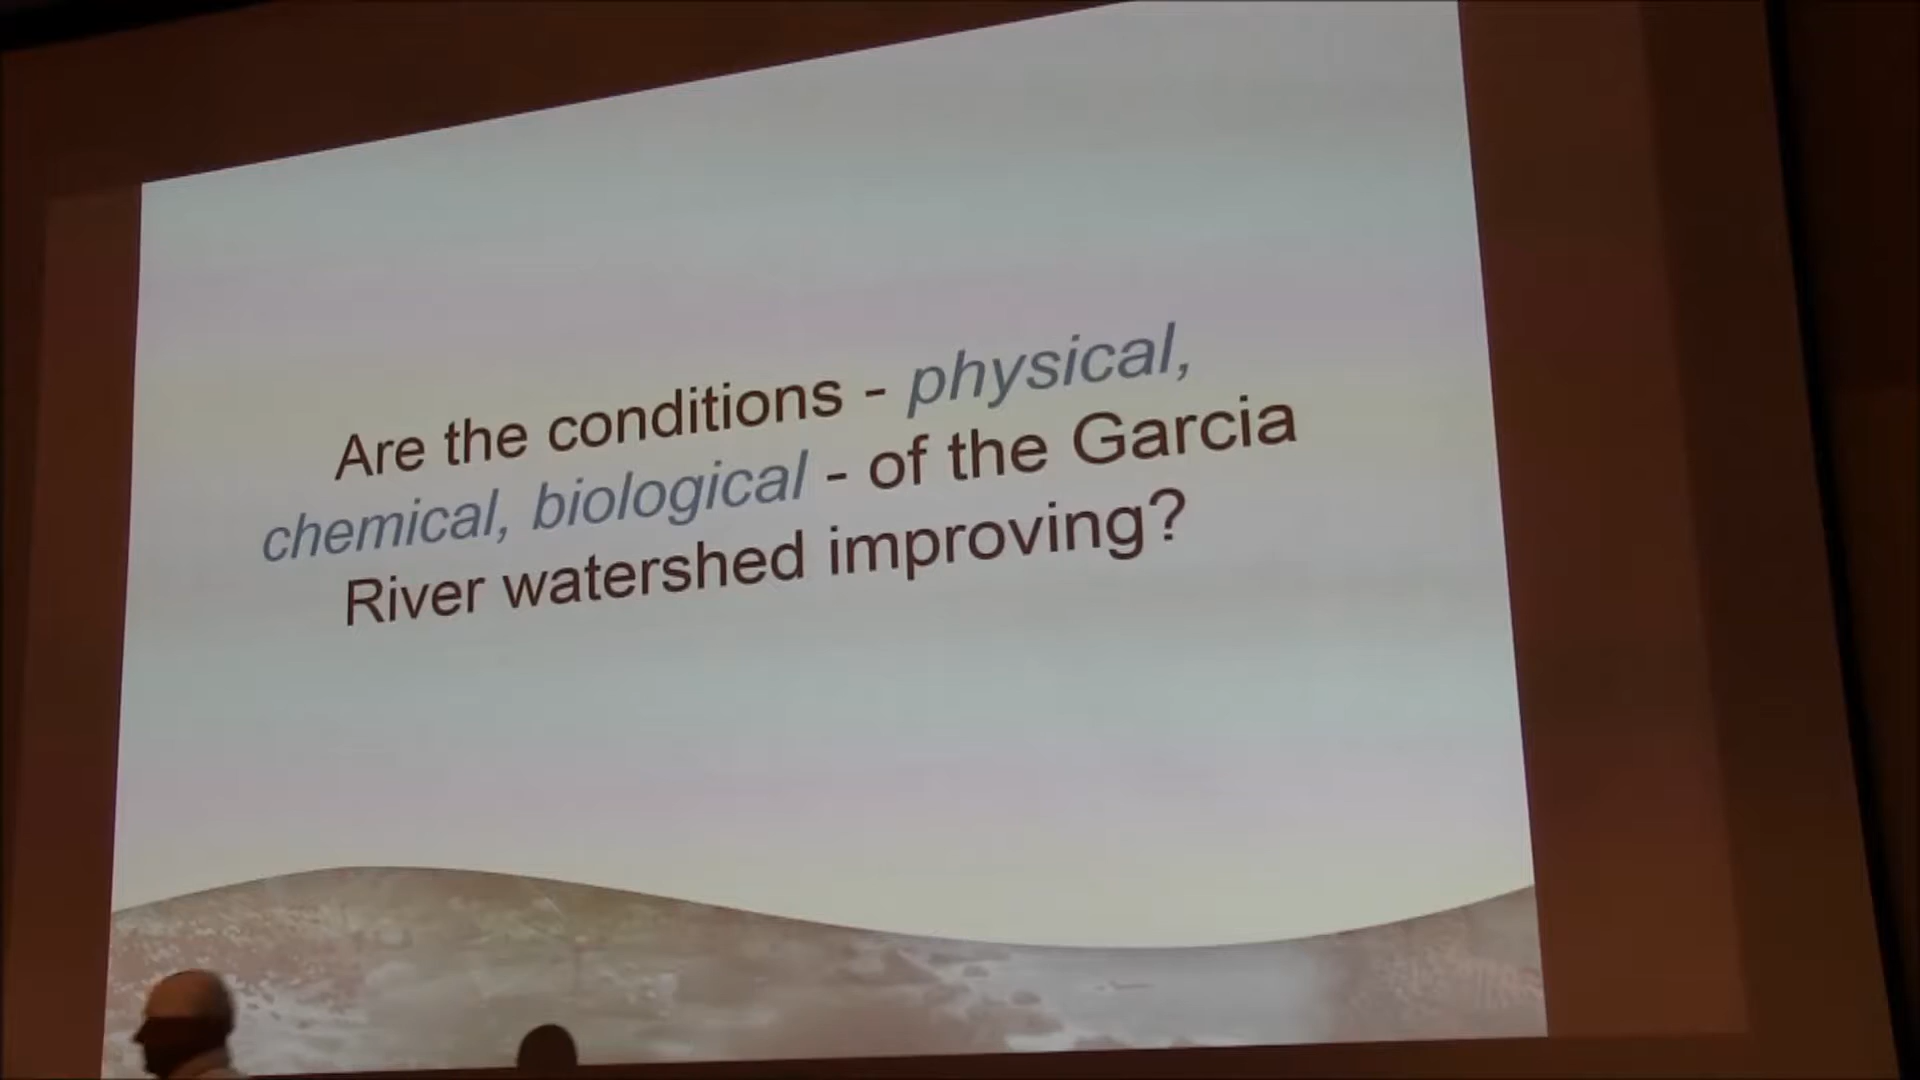 Are the conditions - physical,
chemical, biological - of the Garcia
River watershed improving?